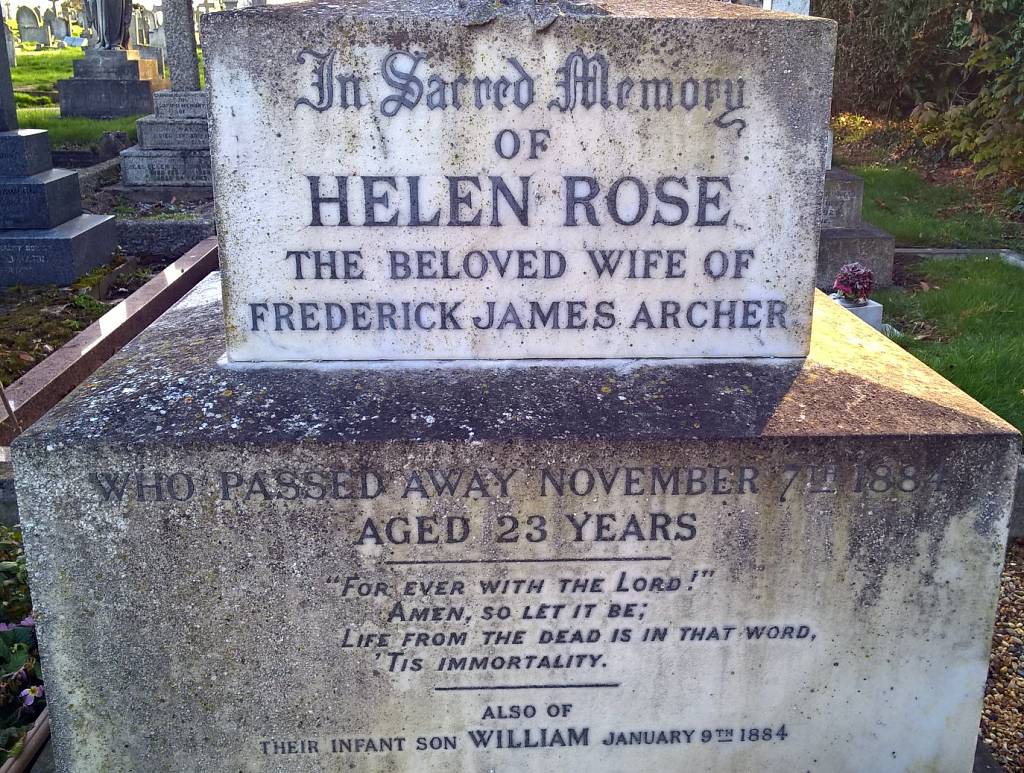 In Sacred Memory
OF
HELEN ROSE
THE BELOVED WIFE OF
FREDERICK JAMES ARCHER
WHO PASSED AWAY NOVEMBER 7TH 1884
AGED 23 YEARS
"FOR EVER WITH THE LORD!"
AMEN, SO LET IT BE;
LIFE FROM THE DEAD IS IN THAT WORD,
'TIS IMMORTALITY.
ALSO OF
THEIR INFANT SON WILLIAM JANUARY 9TH 1884